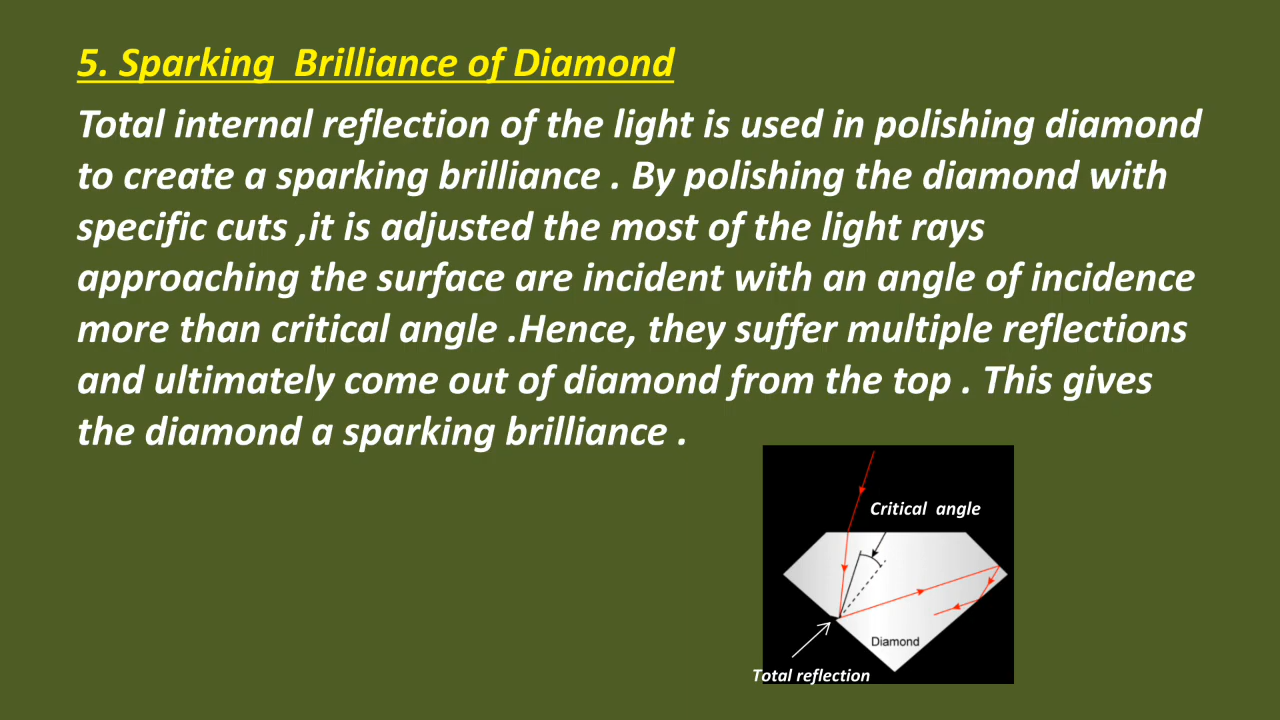 5. Sparking  Brilliance of Diamond
Total internal reflection of the light is used in polishing diamond
to create a sparking brilliance . By polishing the diamond with
specific cuts ,it is adjusted the most of the light rays
approaching the surface are incident with an angle of incidence
more than critical angle .Hence, they suffer multiple reflections
and ultimately come out of diamond from the top . This gives
the diamond a sparking brilliance .
Critical  angle
Diamond
Total reflection